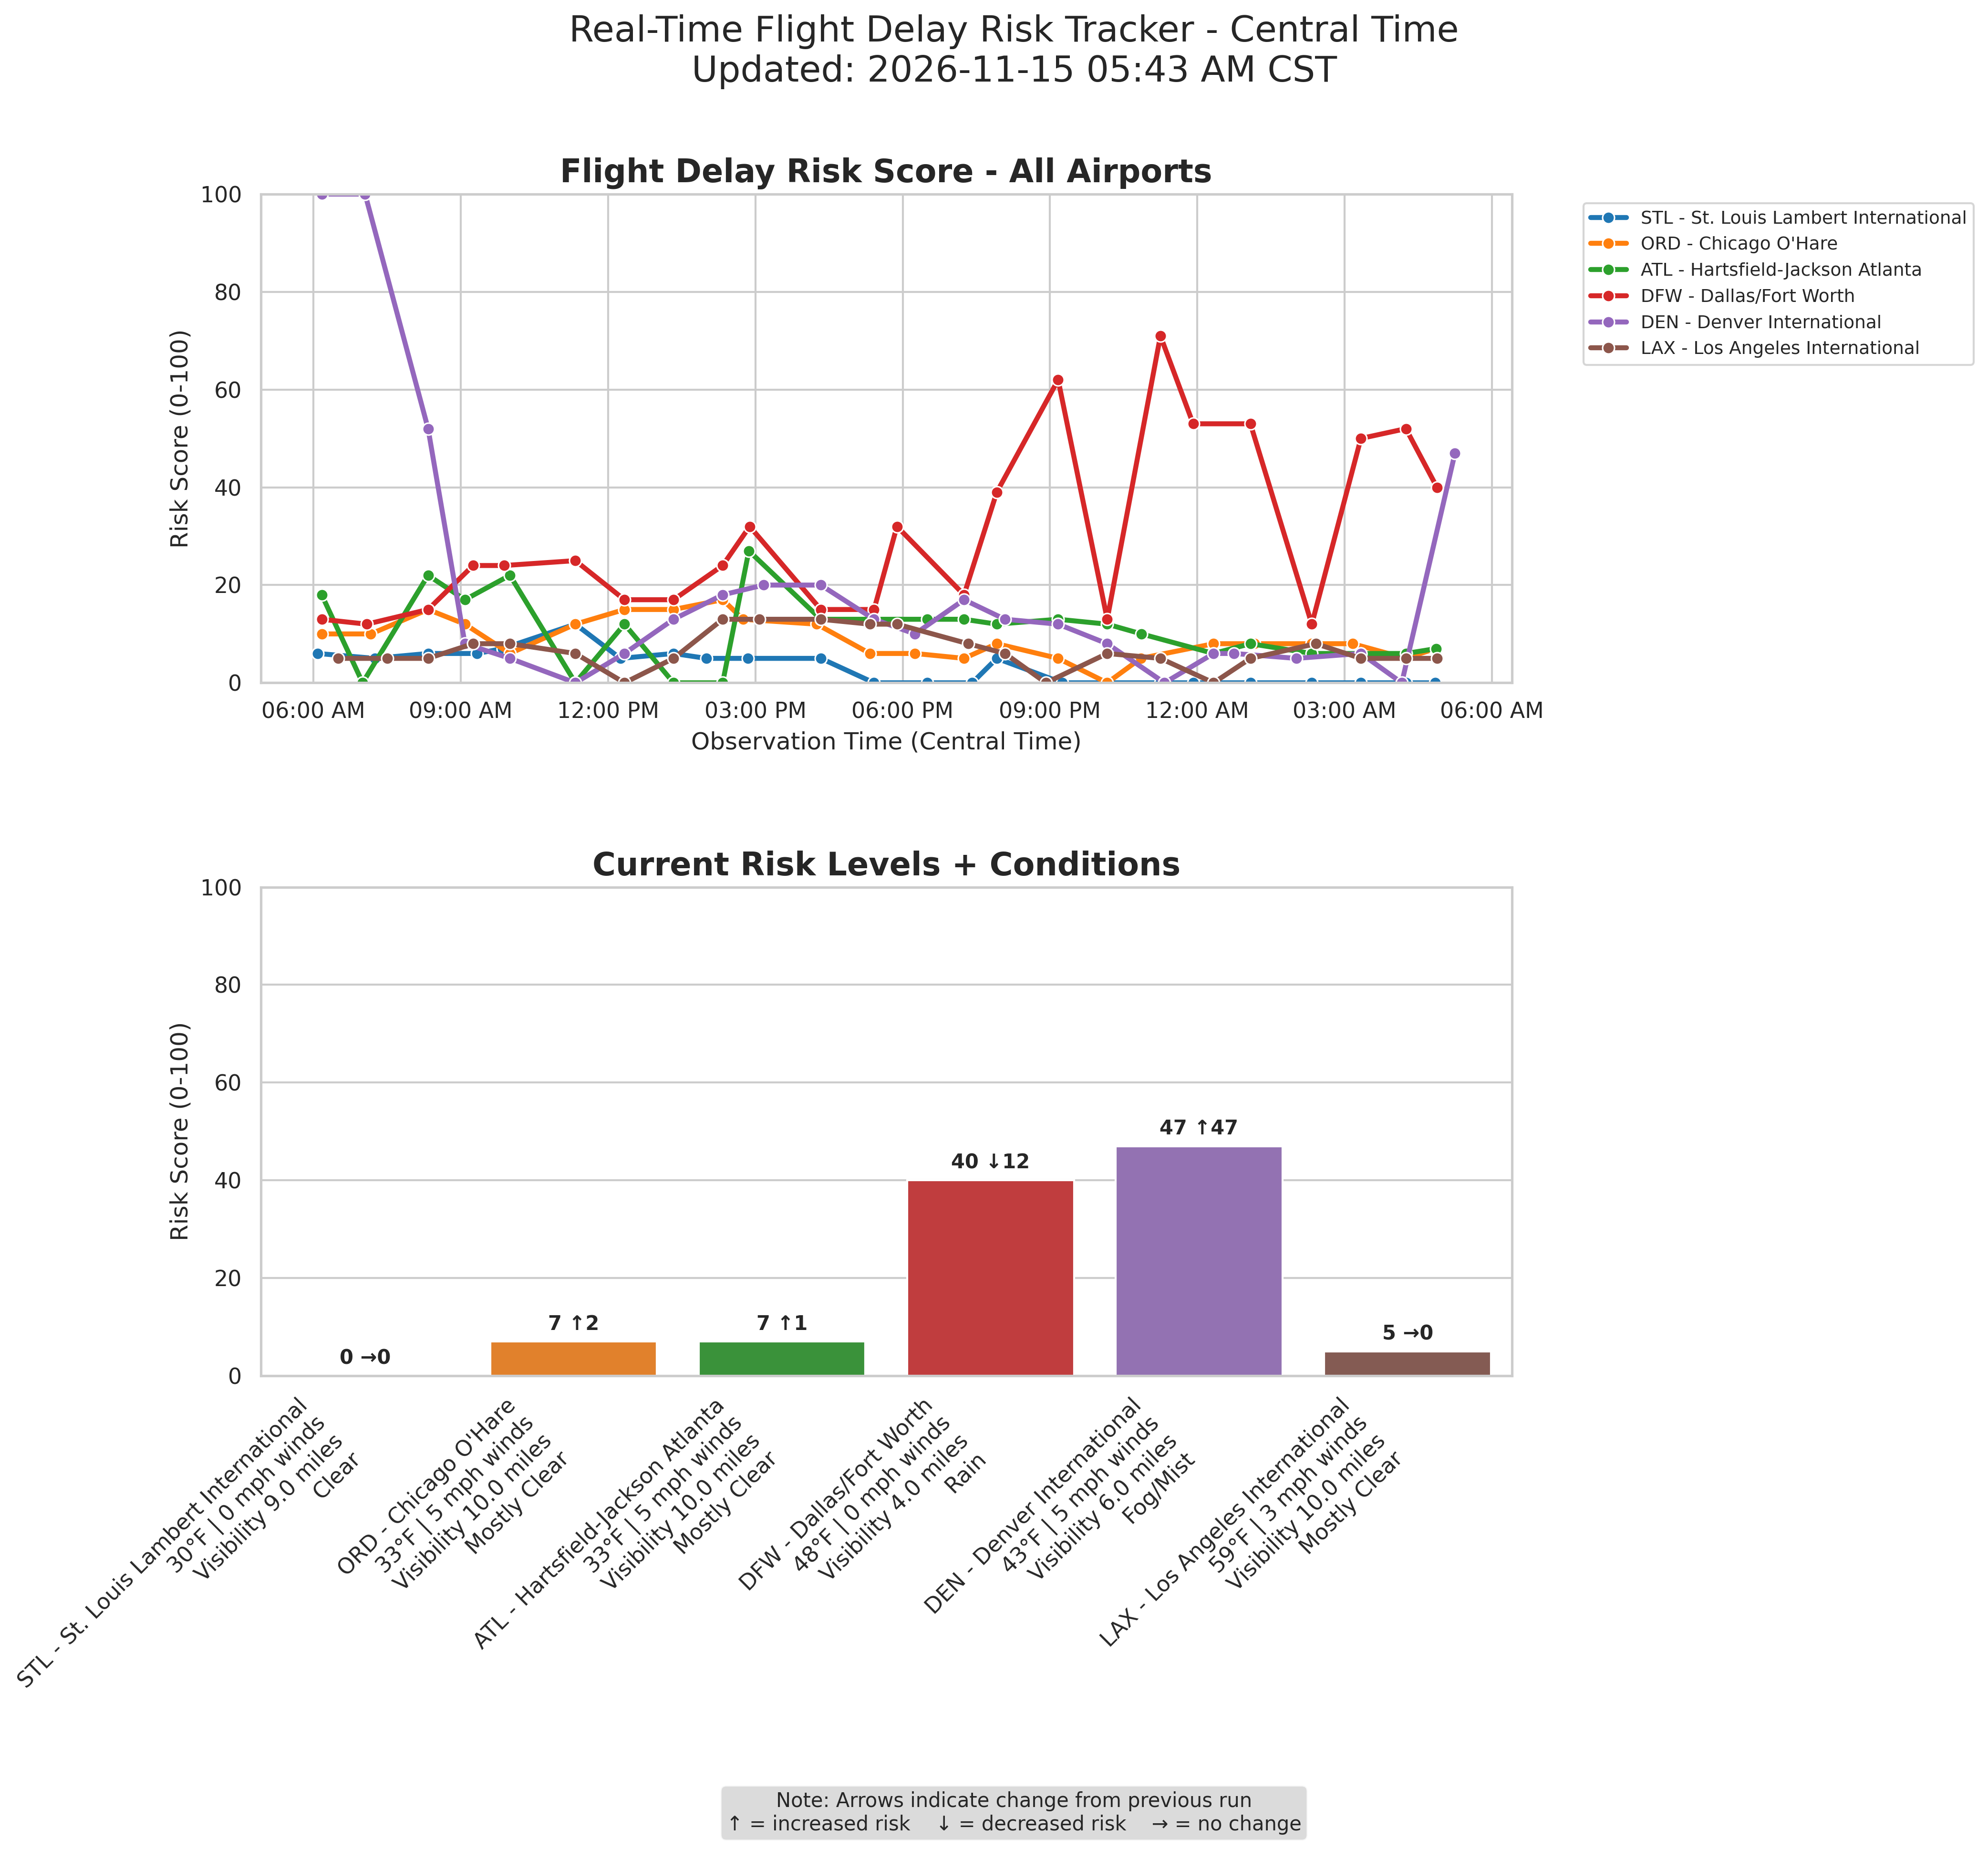 Real-Time Flight Delay Risk Tracker - Central Time
Updated: 2026-11-15 05:43 AM CST
Flight Delay Risk Score - All Airports
Risk Score (0-100)
100
80
60
40
20
0
06:00 AM
09:00 AM
12:00 PM
03:00 PM
06:00 PM
09:00 PM
12:00 AM
03:00 AM
06:00 AM
Observation Time (Central Time)
STL - St. Louis Lambert International
ORD - Chicago O'Hare
ATL - Hartsfield-Jackson Atlanta
DFW - Dallas/Fort Worth
DEN - Denver International
LAX - Los Angeles International
Current Risk Levels + Conditions
Risk Score (0-100)
100
80
60
40
20
0
0 →0
7 ↑2
7 ↑1
40 ↓12
47 ↑47
5 →0
STL - St. Louis Lambert International
30°F | 0 mph winds
Visibility 9.0 miles
Clear
ORD - Chicago O'Hare
33°F | 5 mph winds
Visibility 10.0 miles
Mostly Clear
ATL - Hartsfield-Jackson Atlanta
33°F | 5 mph winds
Visibility 10.0 miles
Mostly Clear
DFW - Dallas/Fort Worth
48°F | 0 mph winds
Visibility 4.0 miles
Rain
DEN - Denver International
43°F | 5 mph winds
Visibility 6.0 miles
Fog/Mist
LAX - Los Angeles International
59°F | 3 mph winds
Visibility 10.0 miles
Mostly Clear
Note: Arrows indicate change from previous run
↑ = increased risk ↓ = decreased risk → = no change